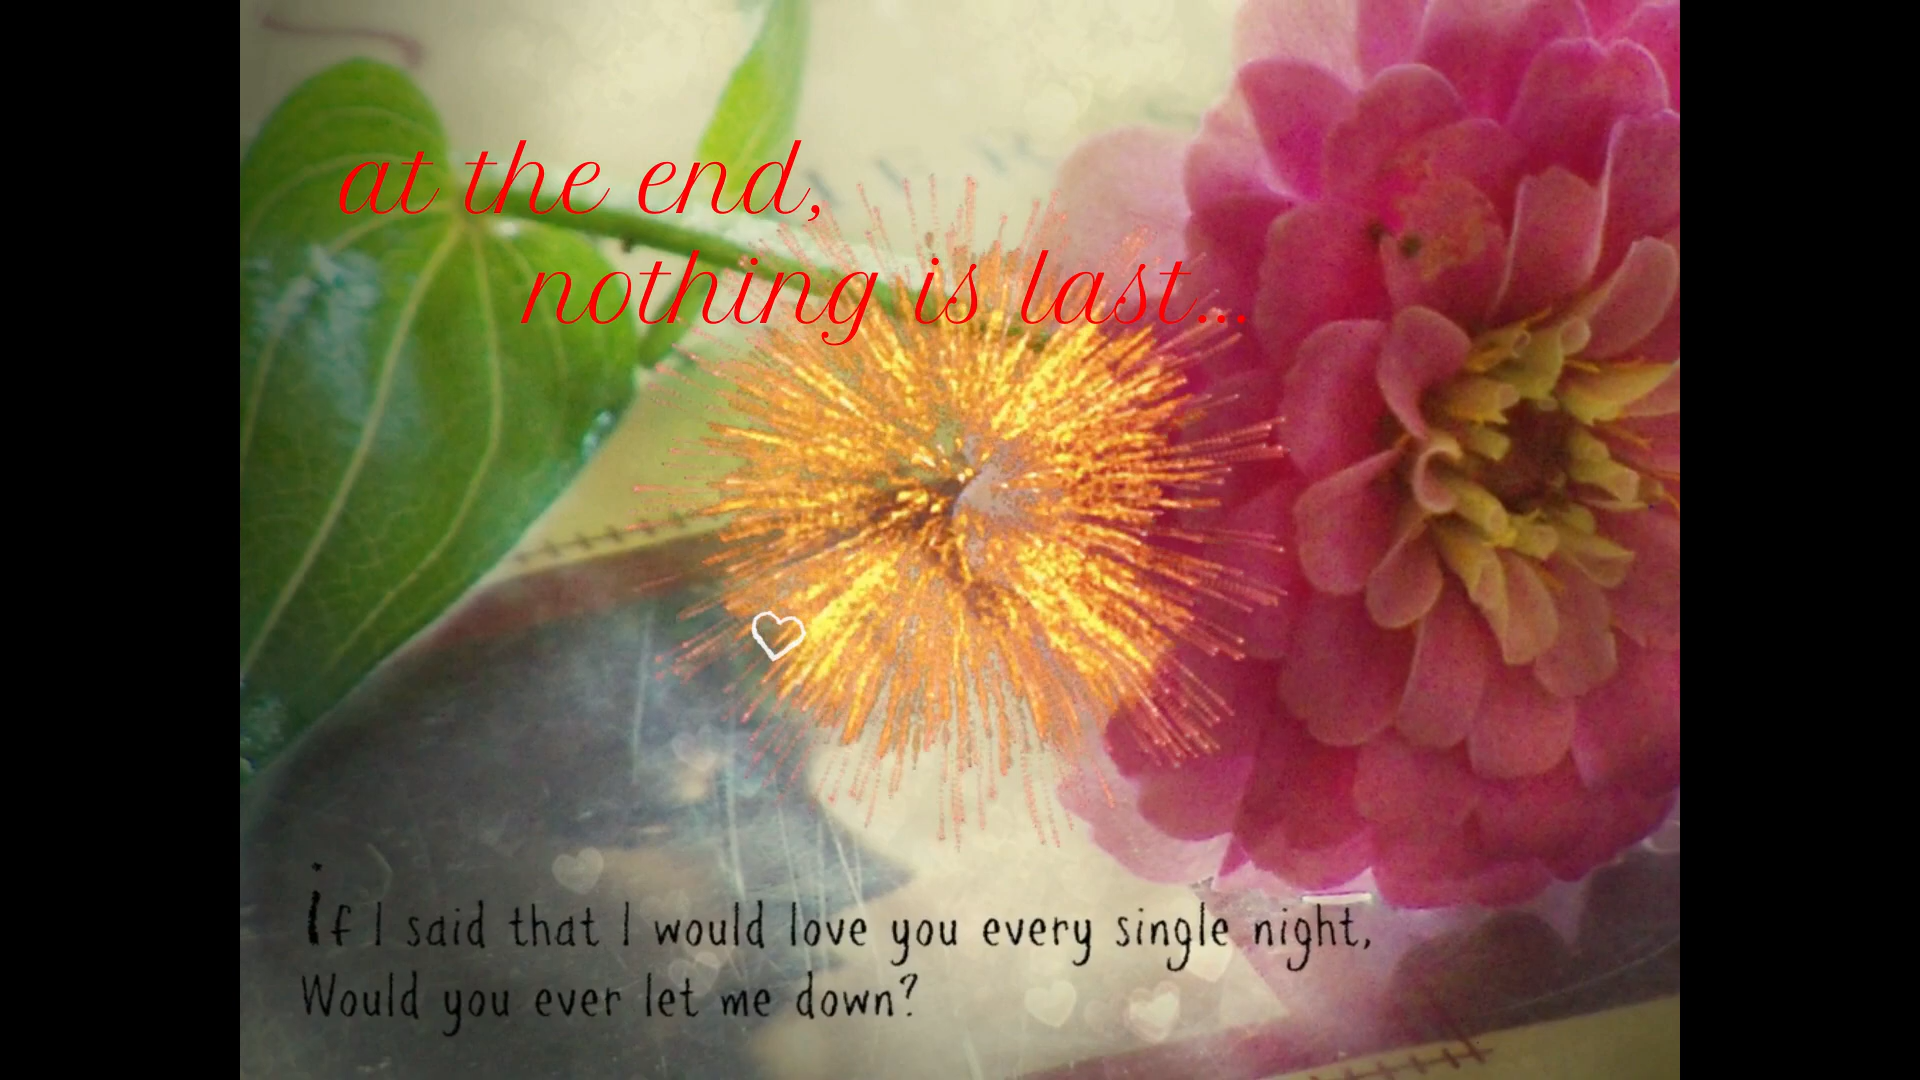 at the end,
nothing is last...
if I said that I would love you every single night,
Would you ever let me down?